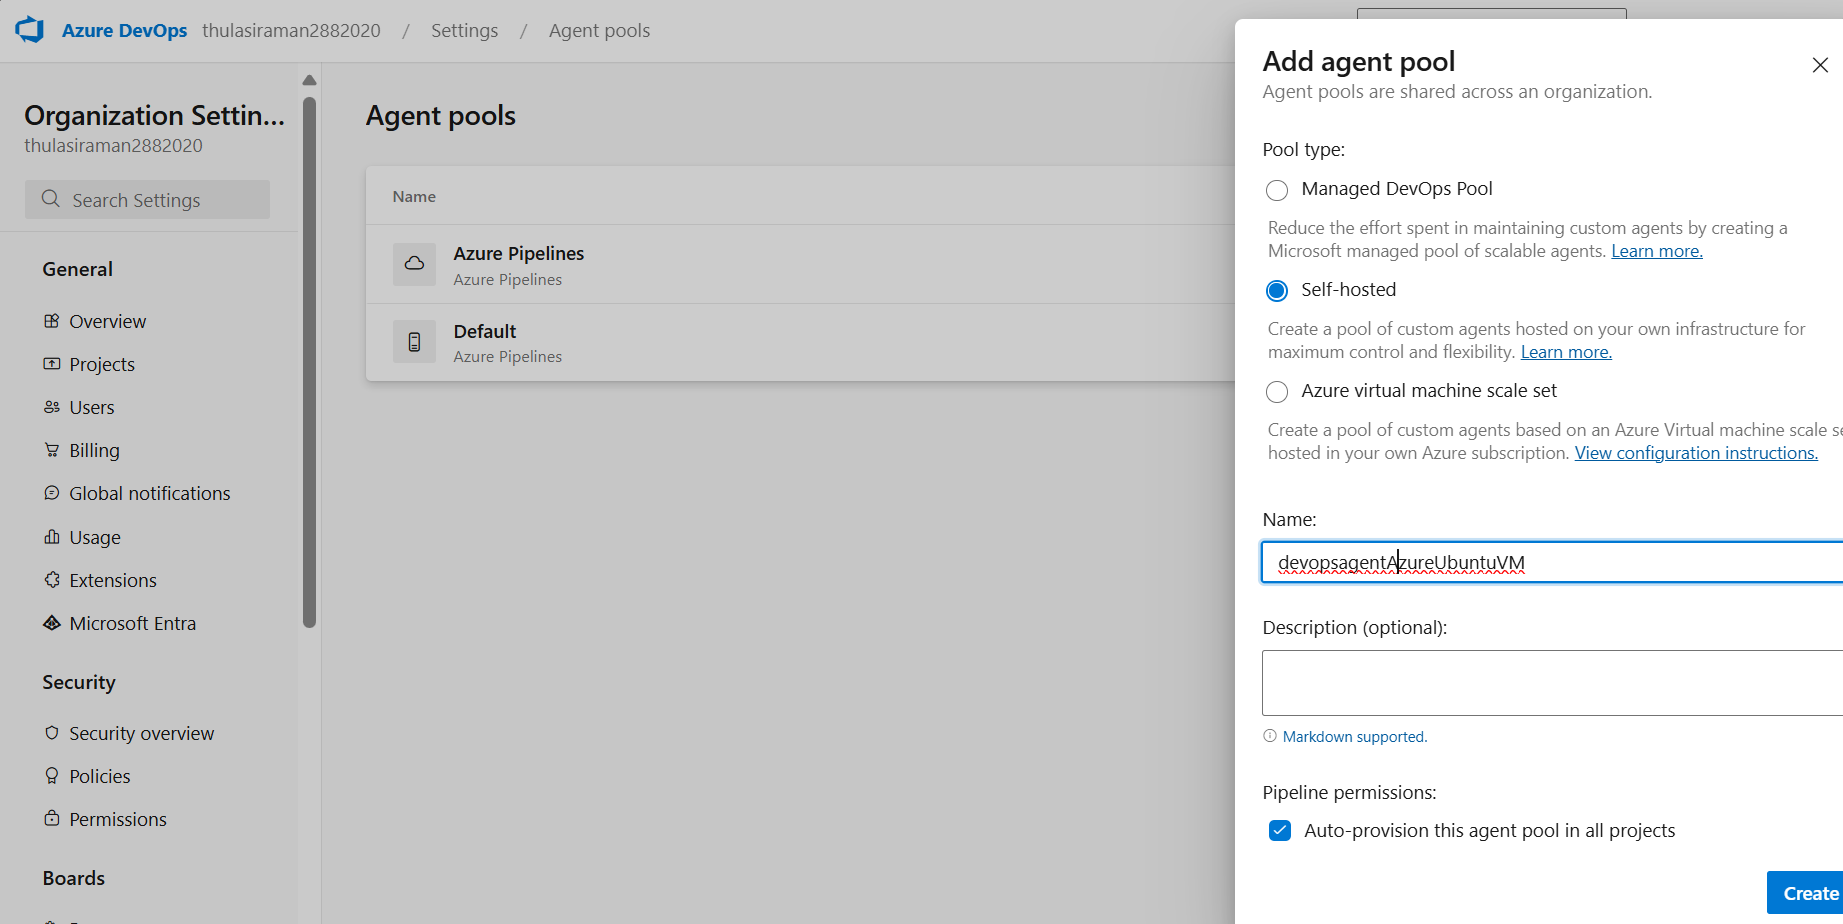 Azure DevOps thulasiraman2882020 / Settings / Agent pools
Organization Settin...
thulasiraman2882020
Search Settings
General
Overview
Projects
Users
Billing
Global notifications
Usage
Extensions
Microsoft Entra
Security
Security overview
Policies
Permissions
Boards
Agent pools
Name
Azure Pipelines
Azure Pipelines
Default
Azure Pipelines
Add agent pool
Agent pools are shared across an organization.
Pool type:
Managed DevOps Pool
Reduce the effort spent in maintaining custom agents by creating a
Microsoft managed pool of scalable agents. Learn more.
Self-hosted
Create a pool of custom agents hosted on your own infrastructure for
maximum control and flexibility. Learn more.
Azure virtual machine scale set
Create a pool of custom agents based on an Azure Virtual machine scale se
hosted in your own Azure subscription. View configuration instructions.
Name:
devopsagentAzureUbuntuVM
Description (optional):
Markdown supported.
Pipeline permissions:
Auto-provision this agent pool in all projects
Create